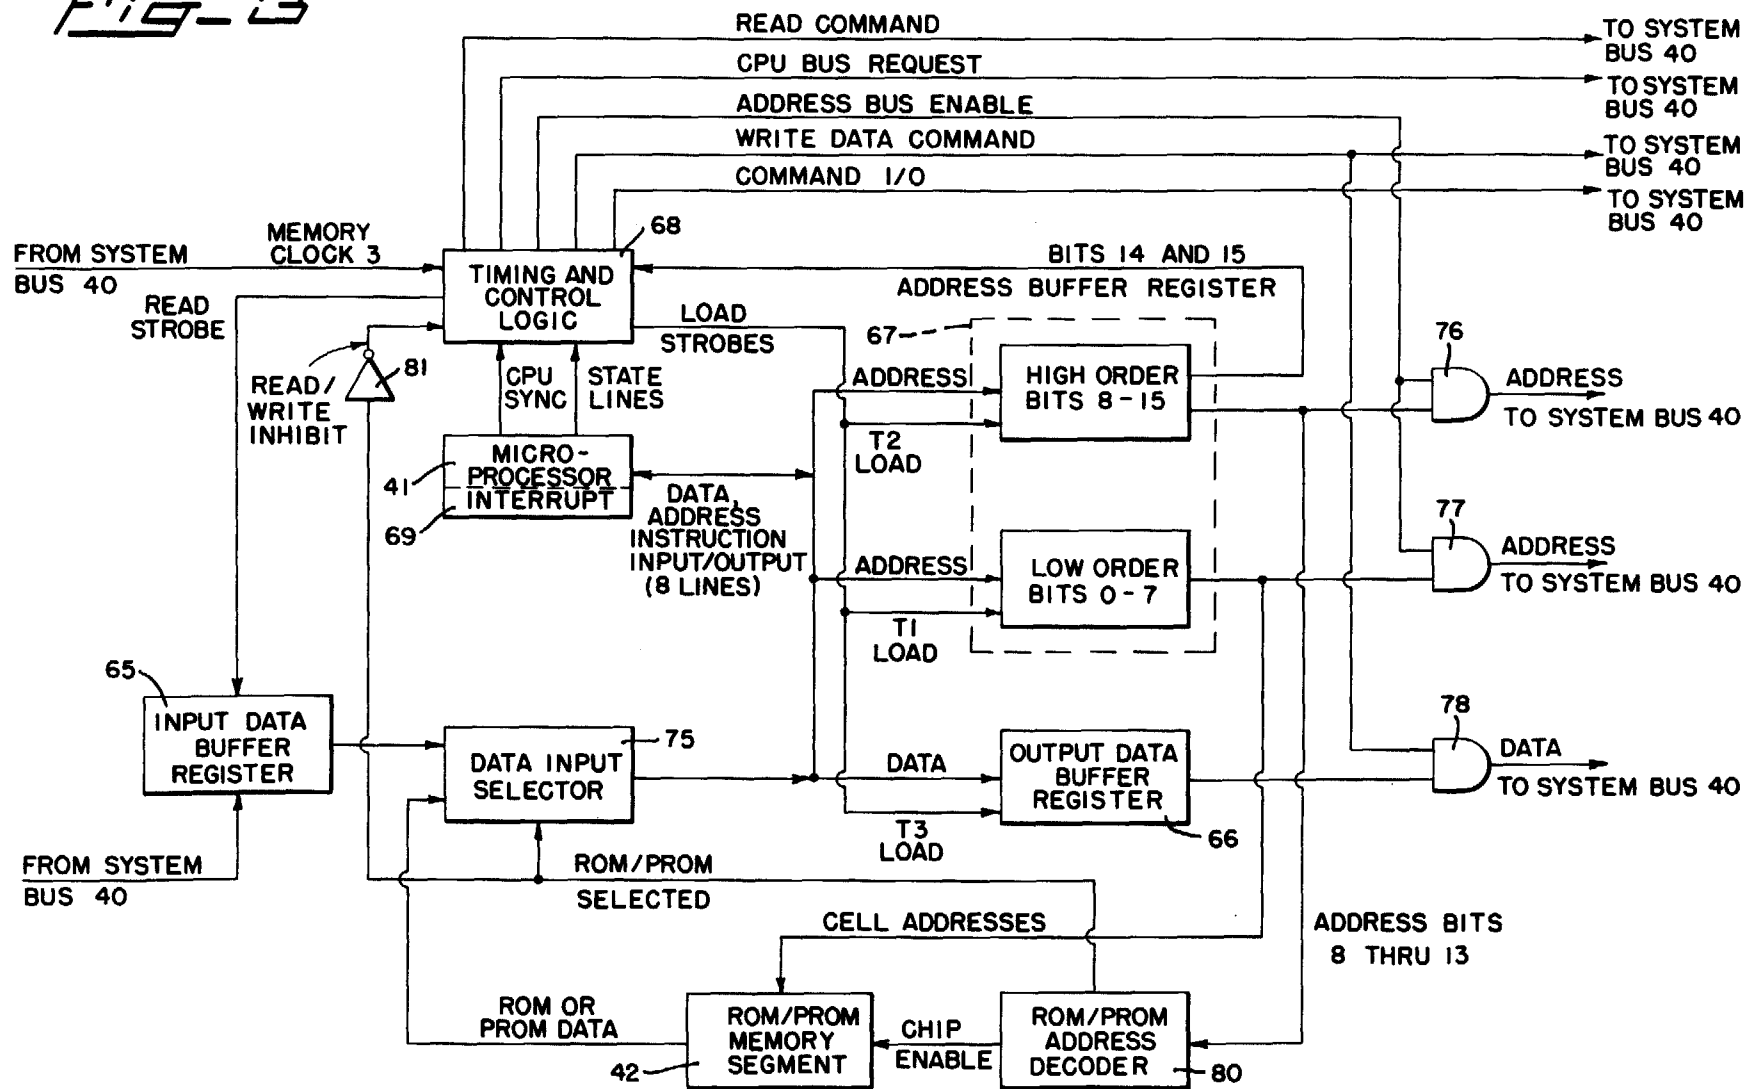 Fig-13
READ COMMAND
TO SYSTEM
BUS 40
CPU BUS REQUEST
TO SYSTEM
BUS 40
ADDRESS BUS ENABLE
WRITE DATA COMMAND
TO SYSTEM
BUS 40
COMMAND I/O
TO SYSTEM
BUS 40
FROM SYSTEM
BUS 40
MEMORY
CLOCK 3
68
TIMING AND
CONTROL
LOGIC
BITS 14 AND 15
ADDRESS BUFFER REGISTER
READ
STROBE
LOAD
STROBES
67
81
READ/
WRITE
INHIBIT
CPU
SYNC
STATE
LINES
ADDRESS
HIGH ORDER
BITS 8-15
76
ADDRESS
TO SYSTEM BUS 40
T2
LOAD
MICRO-
PROCESSOR
INTERRUPT
41
69
DATA,
ADDRESS
INSTRUCTION
INPUT/OUTPUT
(8 LINES)
ADDRESS
LOW ORDER
BITS 0-7
77
ADDRESS
TO SYSTEM BUS 40
T1
LOAD
65
INPUT DATA
BUFFER
REGISTER
75
DATA INPUT
SELECTOR
DATA
OUTPUT DATA
BUFFER
REGISTER
66
78
DATA
TO SYSTEM BUS 40
T3
LOAD
FROM SYSTEM
BUS 40
ROM/PROM
SELECTED
CELL ADDRESSES
ADDRESS BITS
8 THRU 13
ROM OR
PROM DATA
ROM/PROM
MEMORY
SEGMENT
42
CHIP
ENABLE
ROM/PROM
ADDRESS
DECODER
80